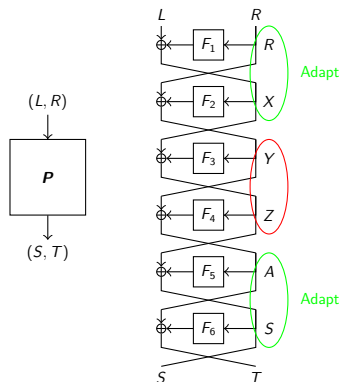 L R
F1 R
Adapt
F2 X
(L, R)
F3 Y
P
F4 Z
(S, T)
F5 A
Adapt
F6 S
S T